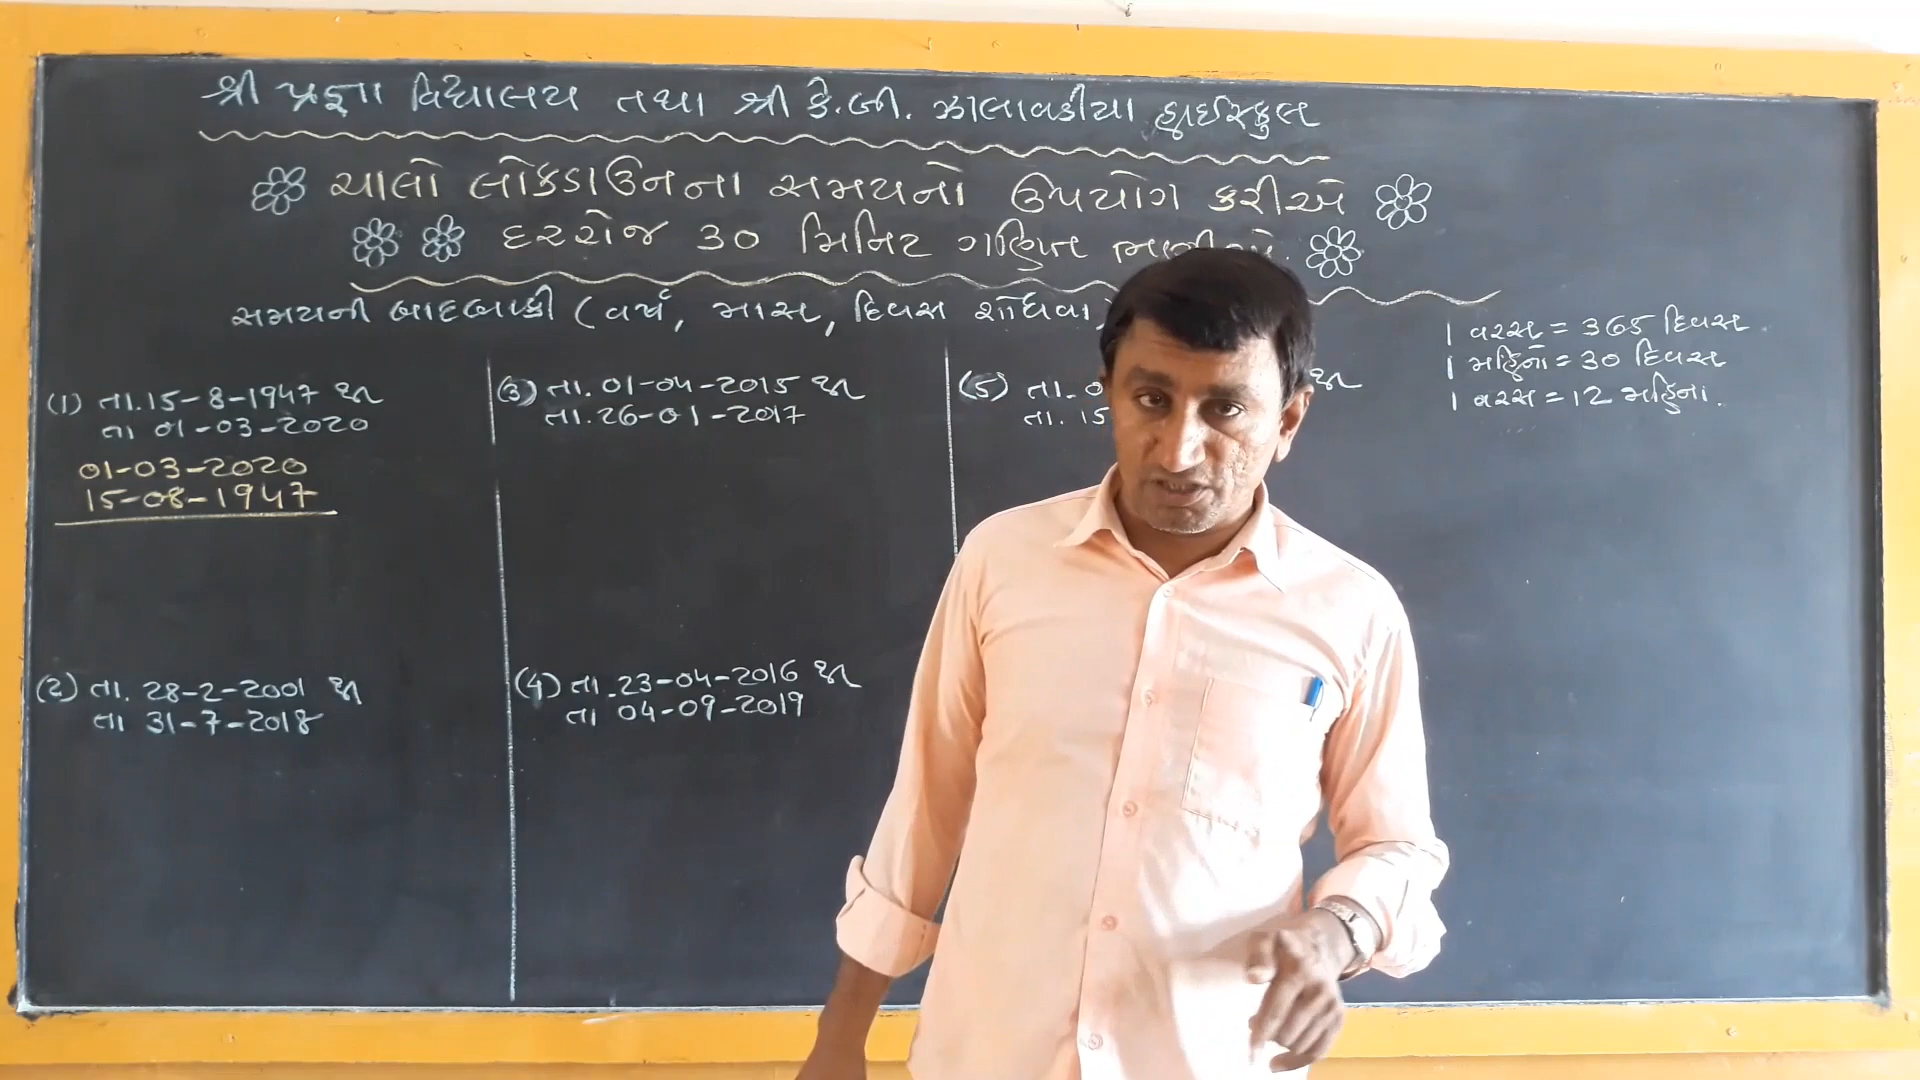 શ્રી પ્રજ્ઞા વિદ્યાલય તથા શ્રી કે.બી. ઝાલાવડીયા હાઈસ્કુલ
ચાલો લોકડાઉનના સમયનો ઉપયોગ કરીએ
દરરોજ 30 મિનિટ ગણિત
સમયની બાદબાકી (વર્ષ, માસ, દિવસ શોધવા)
1 વરસ = 365 દિવસ
1 મહિનો = 30 દિવસ
1 વરસ = 12 મહિના.
(1) તા.15-8-1947 થી
તા 01-03-2020
01-03-2020
15-08-1947
(2) તા. 28-2-2001 થી
તા 31-7-2018
(3) તા.01-04-2015 થી
તા.26-01-2017
(4) તા.23-04-2016 થી
તા 04-09-2019
(5) તા.0 થી
તા.15